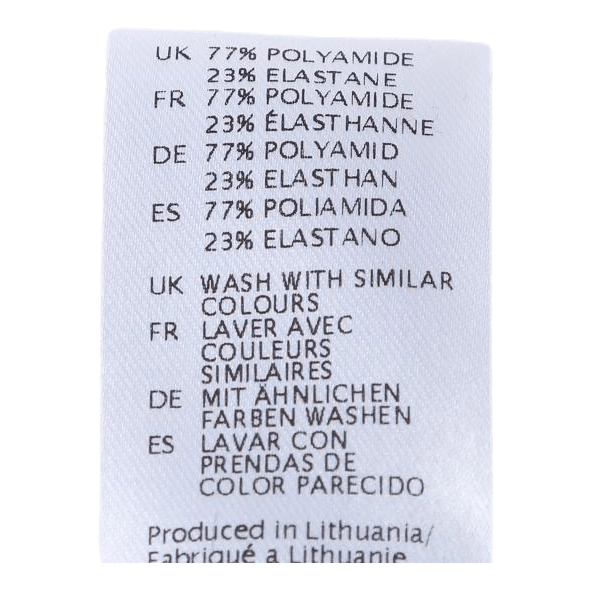 UK 77% POLYAMIDE
23% ELASTANE
FR 77% POLYAMIDE
23% ÉLASTHANNE
DE 77% POLYAMID
23% ELASTHAN
ES 77% POLIAMIDA
23% ELASTANO
UK WASH WITH SIMILAR
COLOURS
FR LAVER AVEC
COULEURS
SIMILAIRES
DE MIT ÄHNLICHEN
FARBEN WASHEN
ES LAVAR CON
PRENDAS DE
COLOR PARECIDO
Produced in Lithuania/
Fabriqué a Lithuanie